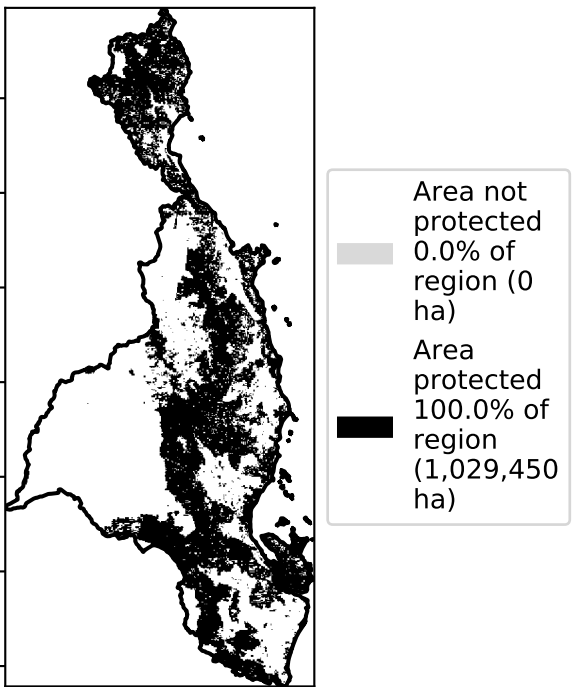 Area not
protected
0.0% of
region (0
ha)
Area
protected
100.0% of
region
(1,029,450
ha)